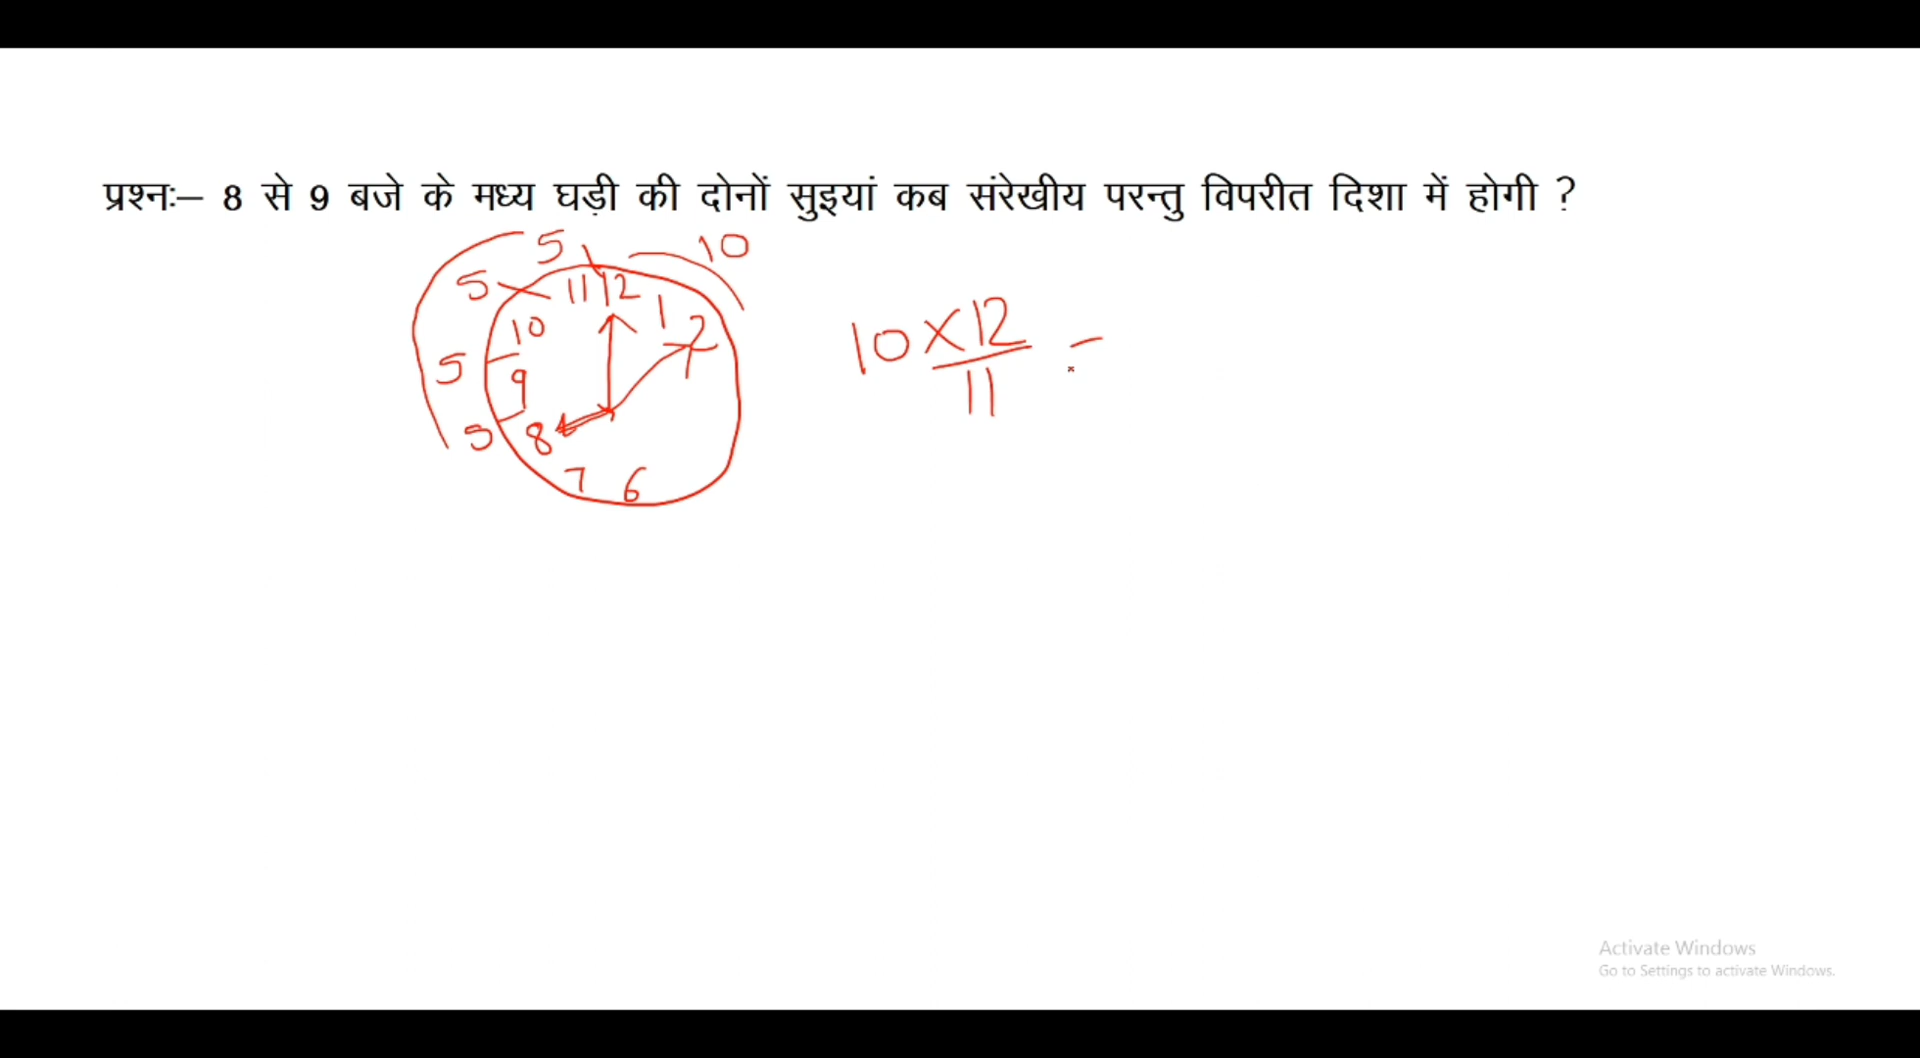 प्रश्नः– 8 से 9 बजे के मध्य घड़ी की दोनों सुइयां कब संरेखीय परन्तु विपरीत दिशा में होगी ?
5 10
5 11 12 1
10 2
5 9
5 8
7 6
10 × 12 =
11
Activate Windows
Go to Settings to activate Windows.